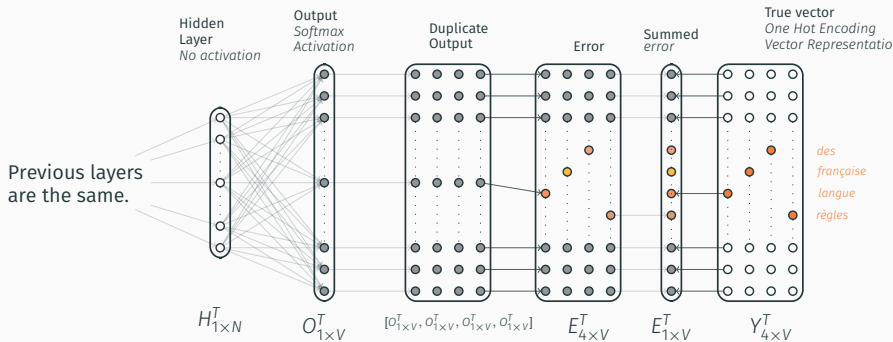 Hidden
Layer
No activation
Output
Softmax
Activation
Duplicate
Output
Error
Summed
error
True vector
One Hot Encoding
Vector Representatio
Previous layers
are the same.
des
française
langue
règles
H^T_{1×N}
O^T_{1×V}
[O^T_{1×V}, O^T_{1×V}, O^T_{1×V}, O^T_{1×V}]
E^T_{4×V}
E^T_{1×V}
Y^T_{4×V}